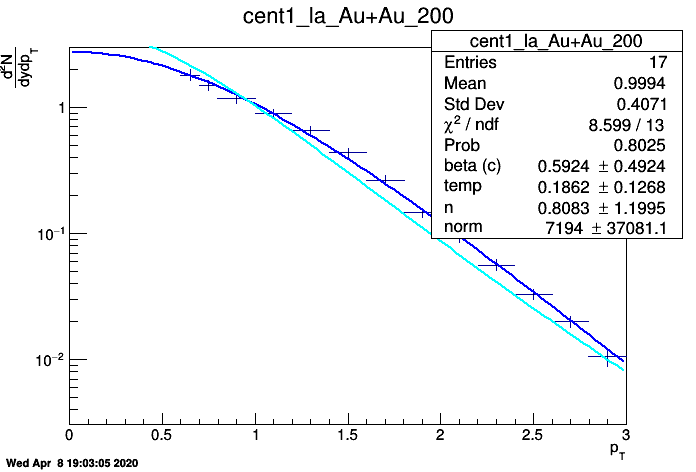 cent1_la_Au+Au_200
d²N
dydp_T
cent1_la_Au+Au_200
Entries 17
Mean 0.9994
Std Dev 0.4071
χ² / ndf 8.599 / 13
Prob 0.8025
beta (c) 0.5924 ± 0.4924
temp 0.1862 ± 0.1268
n 0.8083 ± 1.1995
norm 7194 ± 37081.1
1
10⁻¹
10⁻²
0 0.5 1 1.5 2 2.5 3
p_T
Wed Apr 8 19:03:05 2020